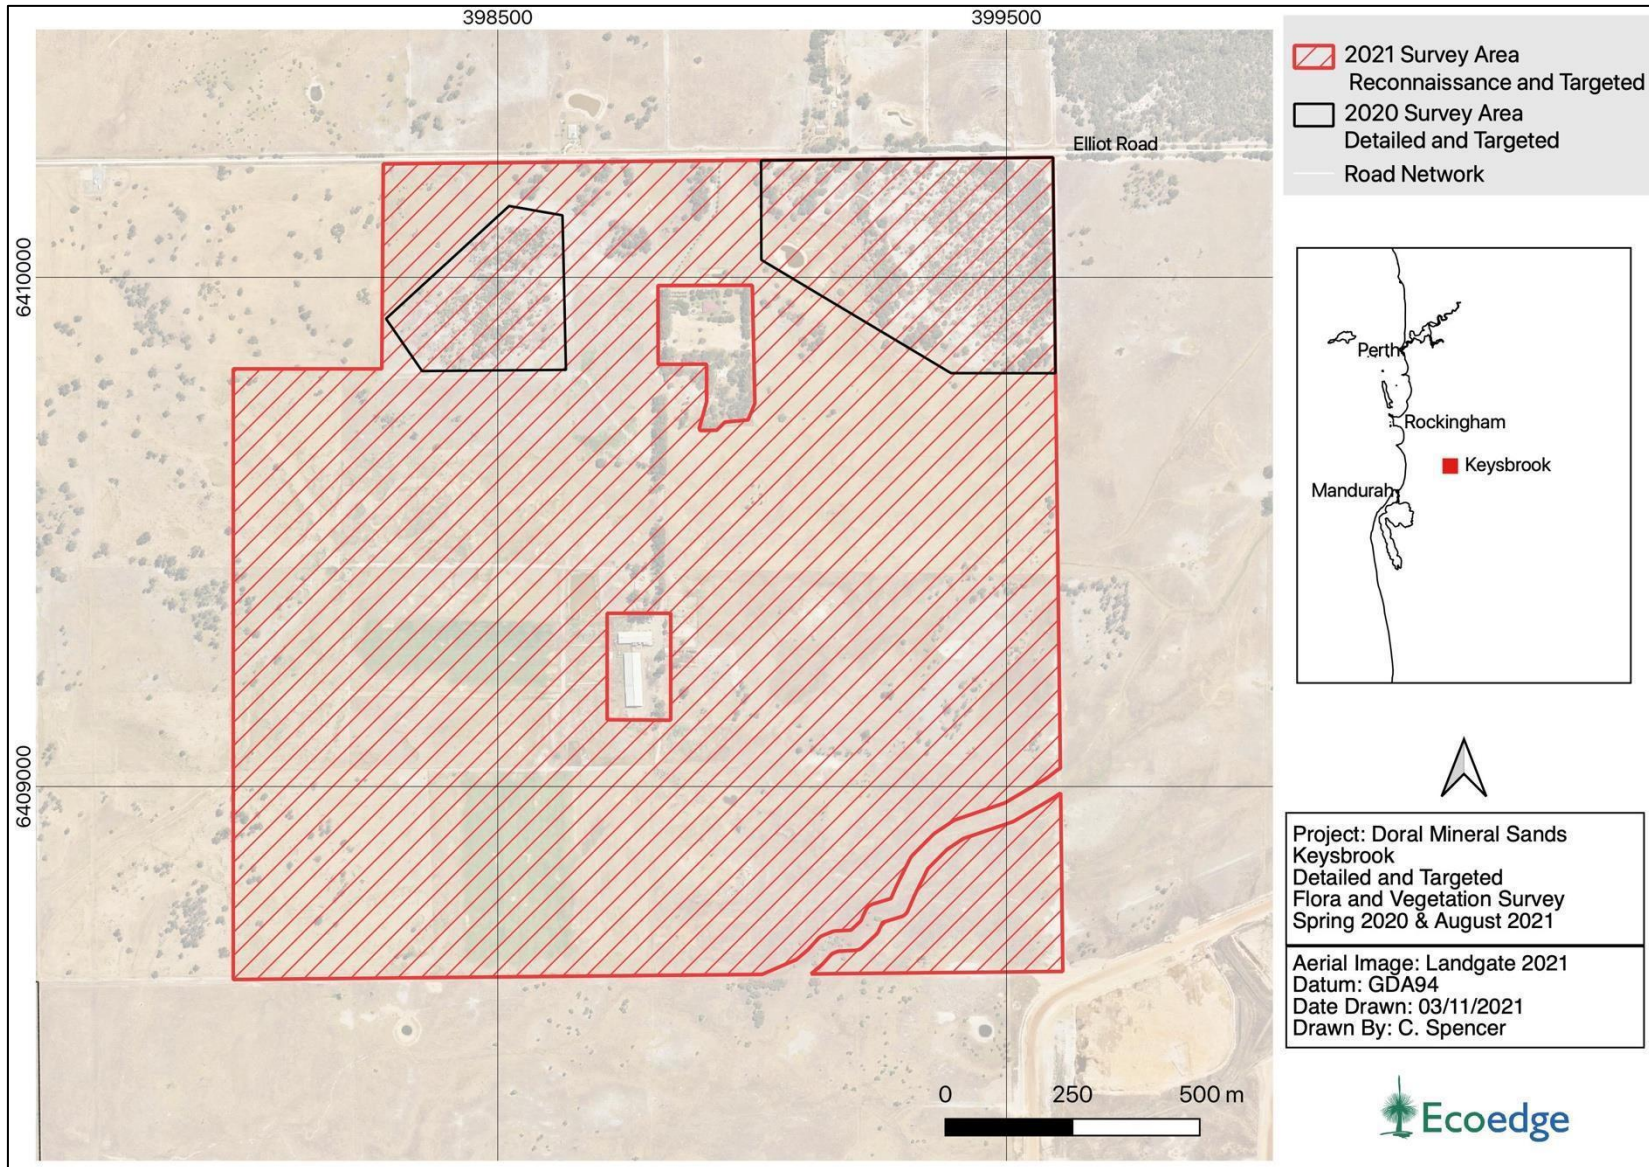 398500
399500
6410000
6409000
Elliot Road
0
250
500 m
2021 Survey Area
Reconnaissance and Targeted
2020 Survey Area
Detailed and Targeted
Road Network
Perth
Rockingham
Keysbrook
Mandurah
Project: Doral Mineral Sands
Keysbrook
Detailed and Targeted
Flora and Vegetation Survey
Spring 2020 & August 2021
Aerial Image: Landgate 2021
Datum: GDA94
Date Drawn: 03/11/2021
Drawn By: C. Spencer
Ecoedge